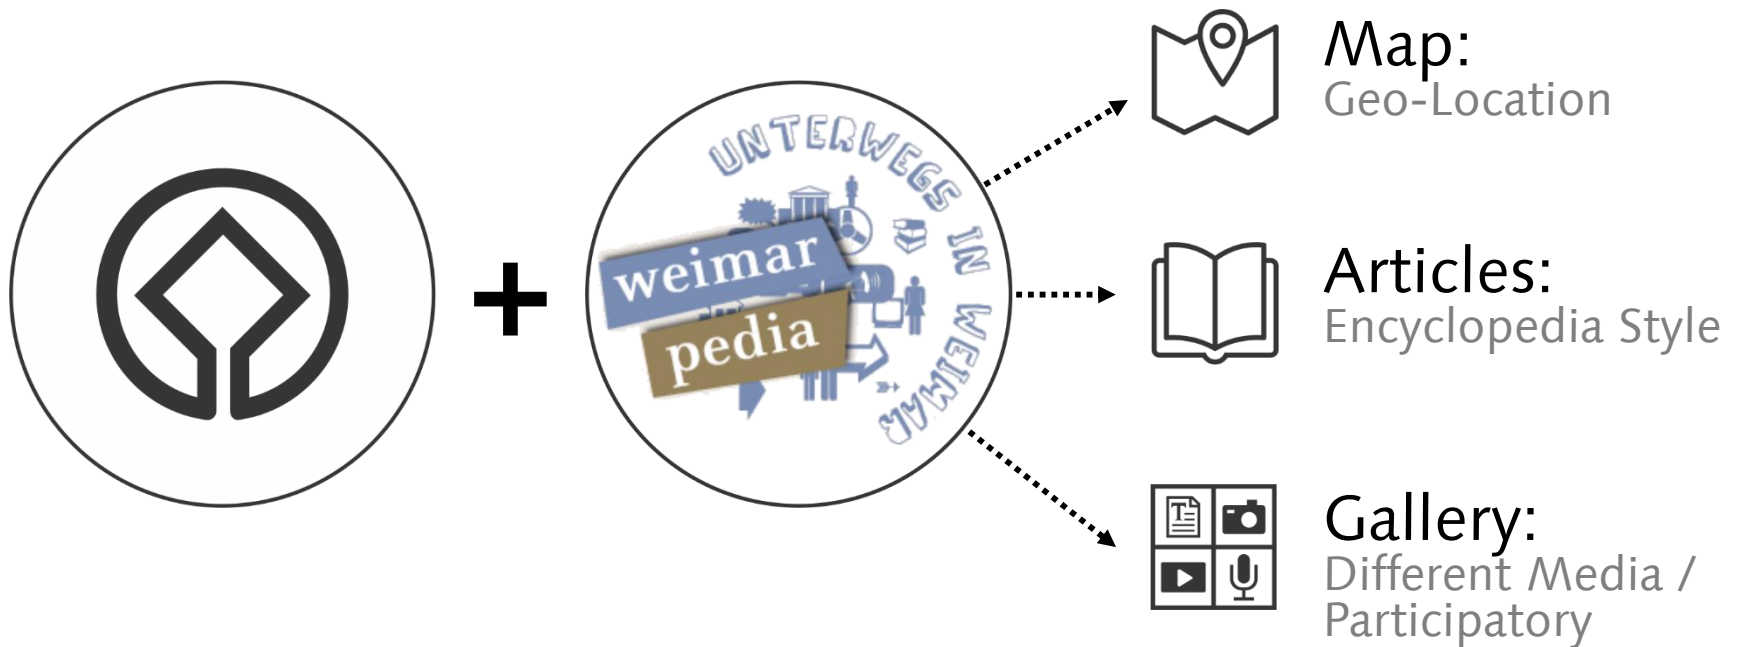 UNTERWEGS IN WEIMAR
weimar
pedia
Map:
Geo-Location
Articles:
Encyclopedia Style
T
Gallery:
Different Media /
Participatory